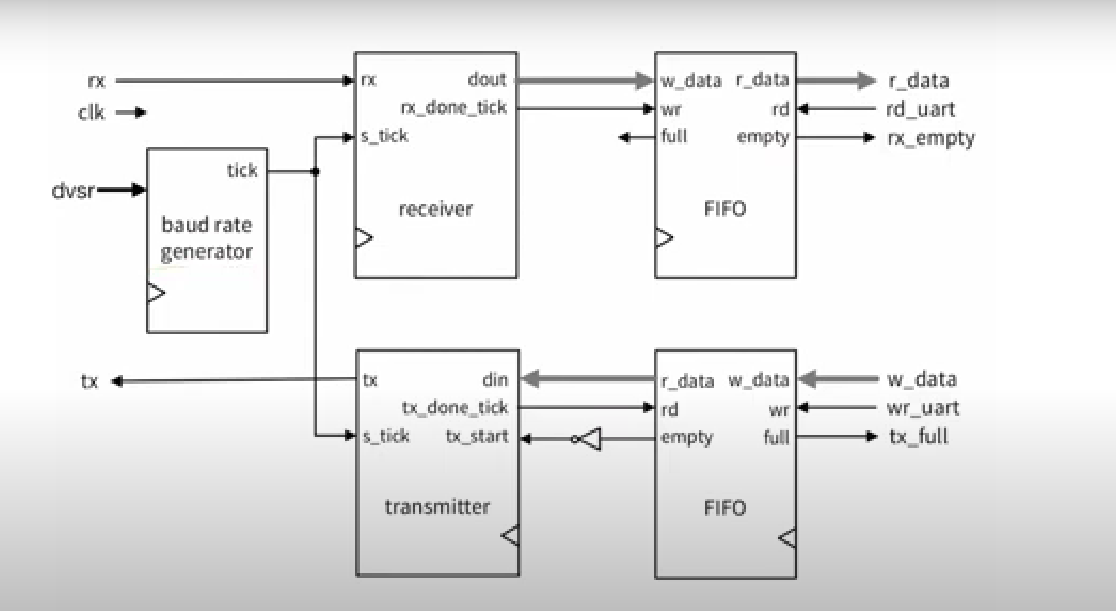 rx
clk
dvsr
tick
baud rate
generator
rx
dout
rx_done_tick
s_tick
receiver
w_data r_data
wr
rd
full
empty
FIFO
r_data
rd_uart
rx_empty
tx
tx
din
tx_done_tick
s_tick
tx_start
transmitter
r_data w_data
rd
wr
empty
full
FIFO
w_data
wr_uart
tx_full